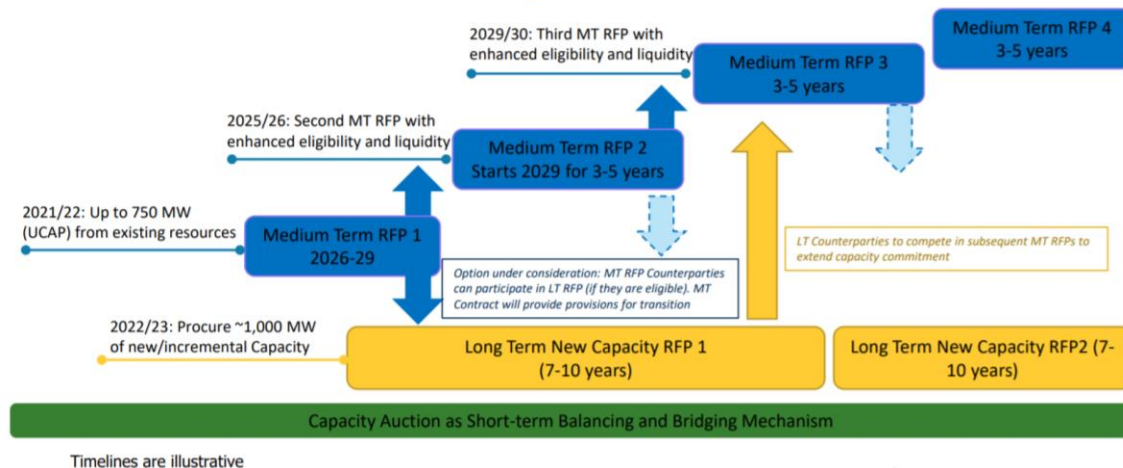 Medium Term RFP 4
3-5 years
2029/30: Third MT RFP with
enhanced eligibility and liquidity
Medium Term RFP 3
3-5 years
2025/26: Second MT RFP with
enhanced eligibility and liquidity
Medium Term RFP 2
Starts 2029 for 3-5 years
2021/22: Up to 750 MW
(UCAP) from existing resources
Medium Term RFP 1
2026-29
LT Counterparties to compete in subsequent MT RFPs to
extend capacity commitment
Option under consideration: MT RFP Counterparties
can participate in LT RFP (if they are eligible). MT
Contract will provide provisions for transition
2022/23: Procure ~1,000 MW
of new/incremental Capacity
Long Term New Capacity RFP 1
(7-10 years)
Long Term New Capacity RFP2 (7-
10 years)
Capacity Auction as Short-term Balancing and Bridging Mechanism
Timelines are illustrative